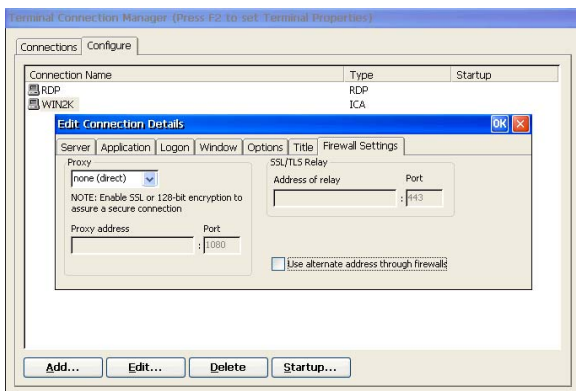 Terminal Connection Manager (Press F2 to set Terminal Properties)
Connections Configure
Connection Name Type Startup
RDP RDP
WIN2K ICA
Edit Connection Details OK
Server Application Logon Window Options Title Firewall Settings
Proxy
none (direct)
NOTE: Enable SSL or 128-bit encryption to
assure a secure connection
Proxy address Port
: 1080
SSL/TLS Relay
Address of relay Port
: 443
Use alternate address through firewalls
Add... Edit... Delete Startup...